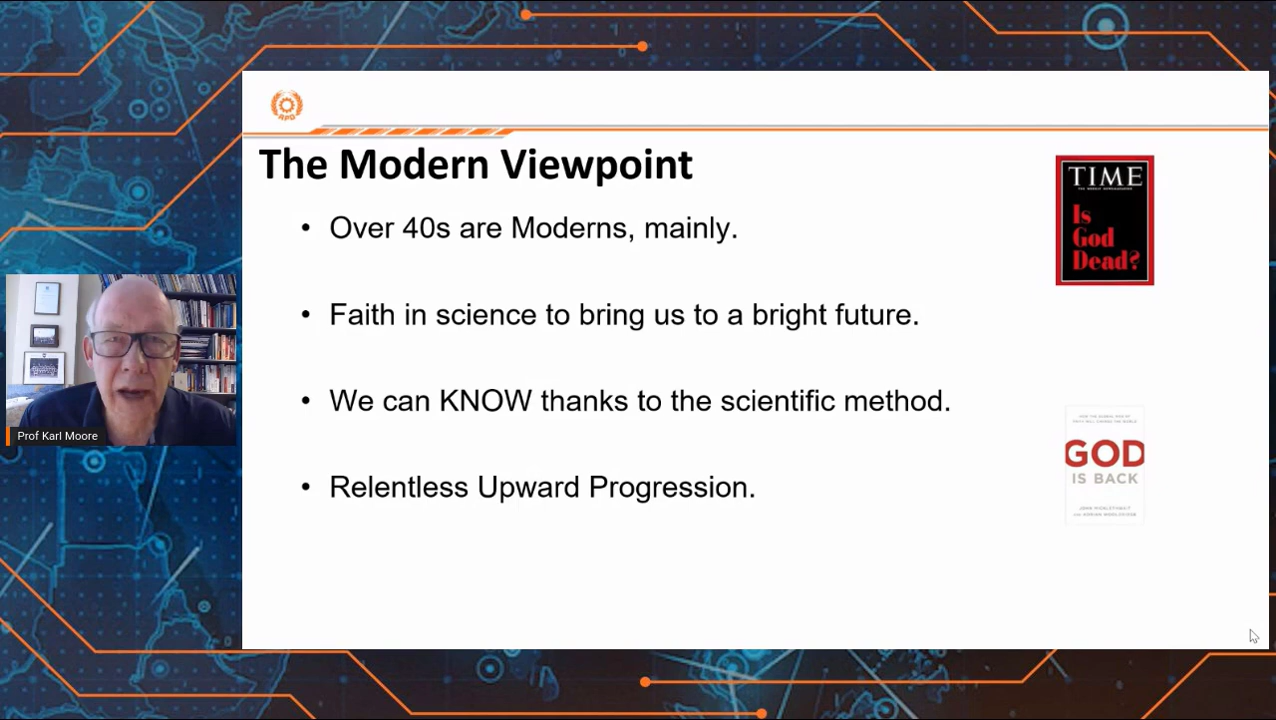 APO
The Modern Viewpoint
• Over 40s are Moderns, mainly.
• Faith in science to bring us to a bright future.
• We can KNOW thanks to the scientific method.
• Relentless Upward Progression.
TIME
Is
God
Dead?
GOD
IS BACK
Prof Karl Moore